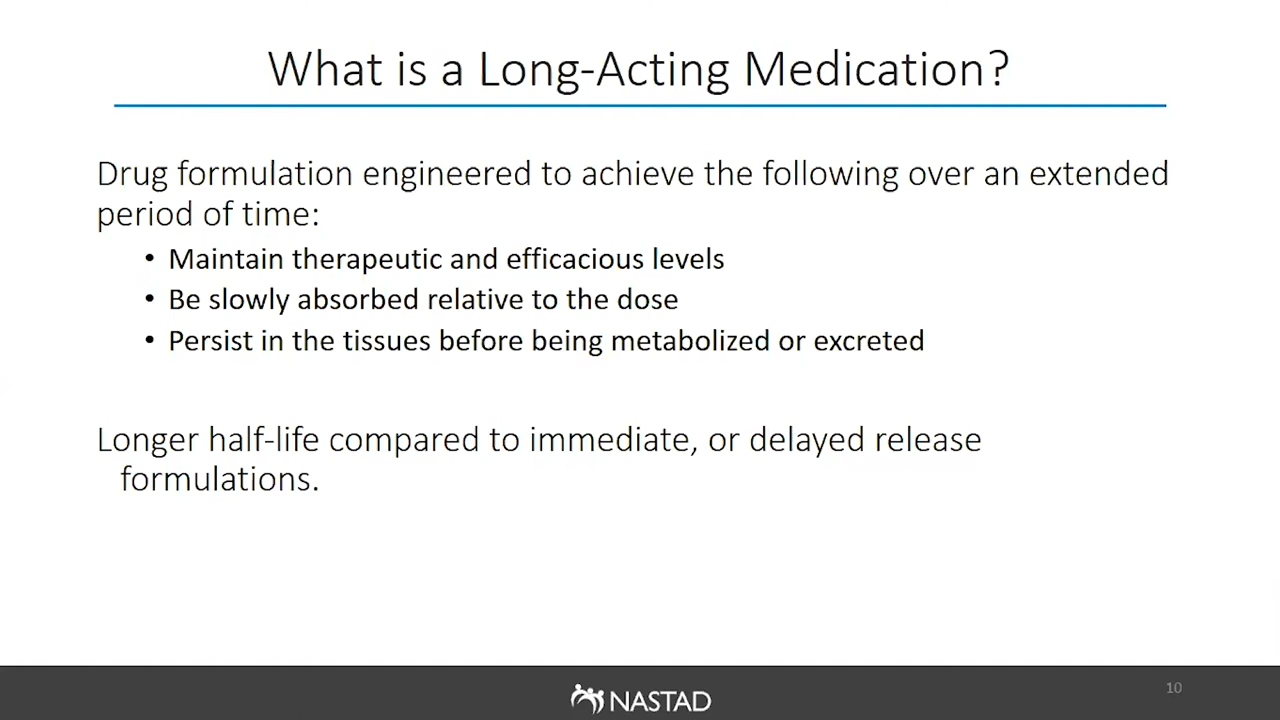 What is a Long-Acting Medication?
Drug formulation engineered to achieve the following over an extended
period of time:
• Maintain therapeutic and efficacious levels
• Be slowly absorbed relative to the dose
• Persist in the tissues before being metabolized or excreted
Longer half-life compared to immediate, or delayed release
formulations.
NASTAD
10